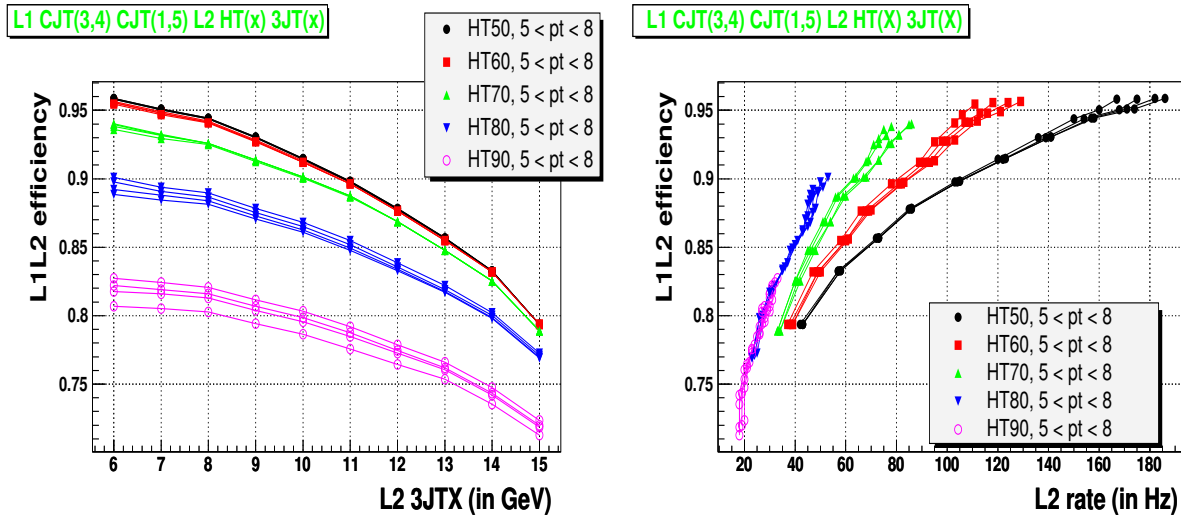 L1 CJT(3,4) CJT(1,5) L2 HT(x) 3JT(x)
HT50, 5 < pt < 8
HT60, 5 < pt < 8
HT70, 5 < pt < 8
HT80, 5 < pt < 8
HT90, 5 < pt < 8
L1L2 efficiency
0.95
0.9
0.85
0.8
0.75
6 7 8 9 10 11 12 13 14 15
L2 3JTX (in GeV)
L1 CJT(3,4) CJT(1,5) L2 HT(X) 3JT(X)
L1L2 efficiency
0.95
0.9
0.85
0.8
0.75
HT50, 5 < pt < 8
HT60, 5 < pt < 8
HT70, 5 < pt < 8
HT80, 5 < pt < 8
HT90, 5 < pt < 8
20 40 60 80 100 120 140 160 180
L2 rate (in Hz)